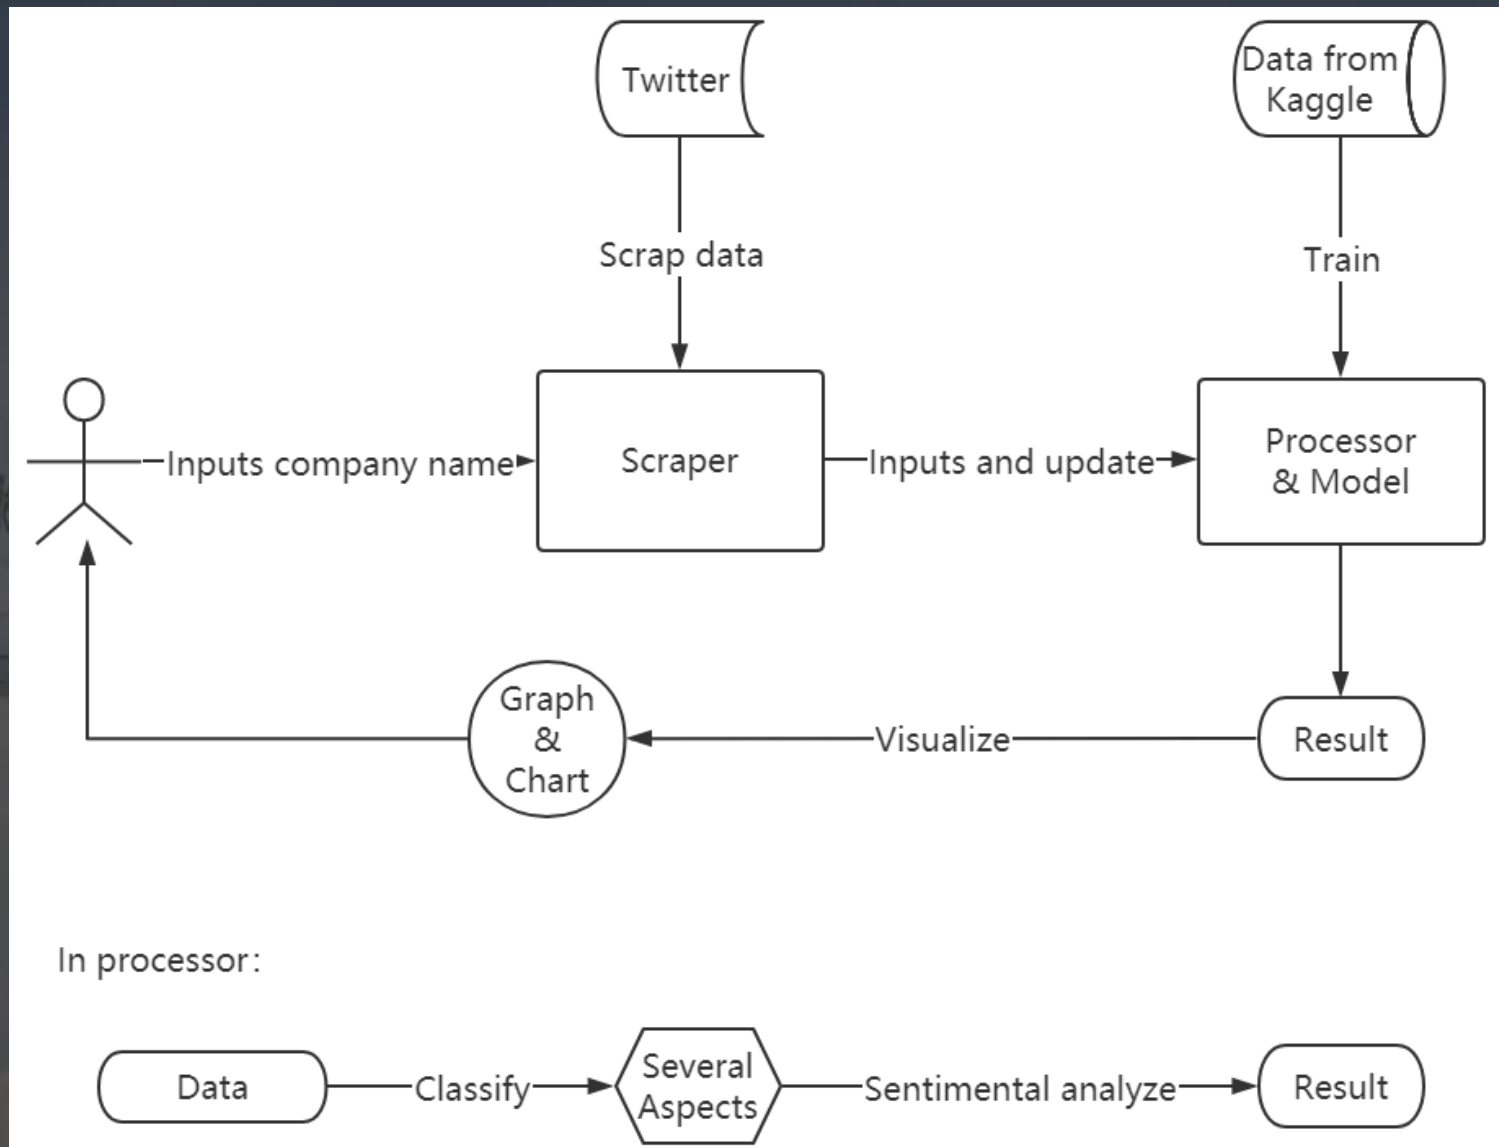 Twitter
Data from
Kaggle
Scrap data
Train
Inputs company name
Scraper
Inputs and update
Processor
& Model
Graph
&
Chart
Visualize
Result
In processor:
Data
Classify
Several
Aspects
Sentimental analyze
Result